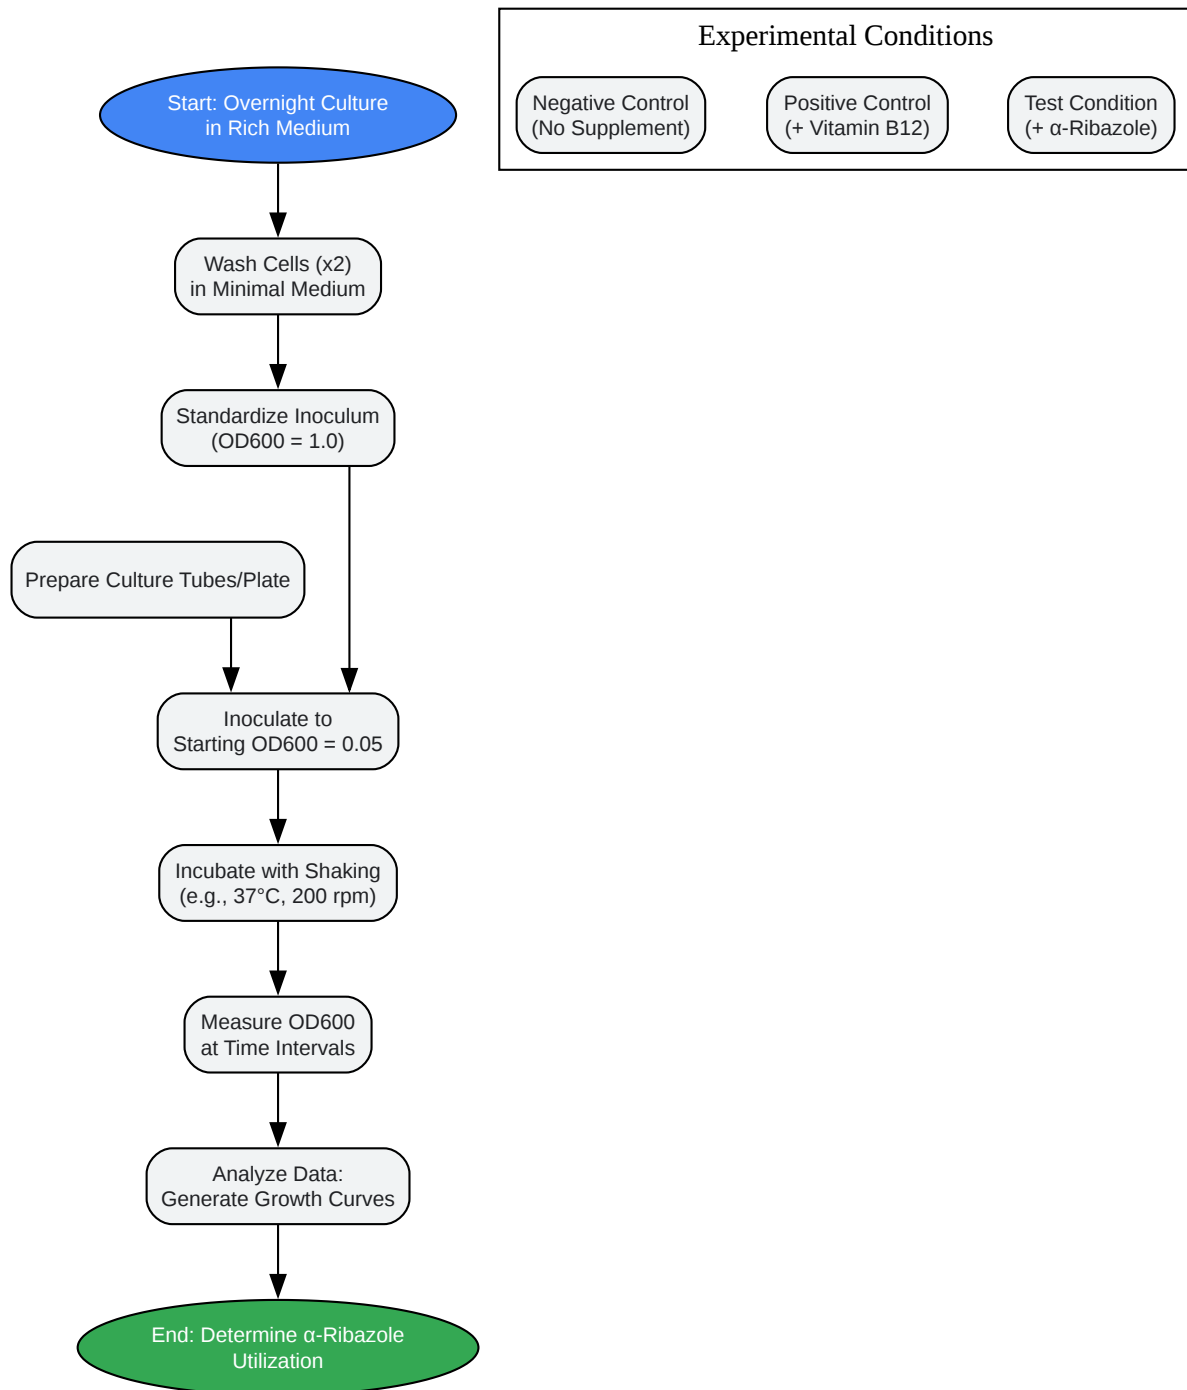 Experimental Conditions
Negative Control
(No Supplement)
Positive Control
(+ Vitamin B12)
Test Condition
(+ α-Ribazole)
Start: Overnight Culture
in Rich Medium
Wash Cells (x2)
in Minimal Medium
Standardize Inoculum
(OD600 = 1.0)
Prepare Culture Tubes/Plate
Inoculate to
Starting OD600 = 0.05
Incubate with Shaking
(e.g., 37°C, 200 rpm)
Measure OD600
at Time Intervals
Analyze Data:
Generate Growth Curves
End: Determine α-Ribazole
Utilization